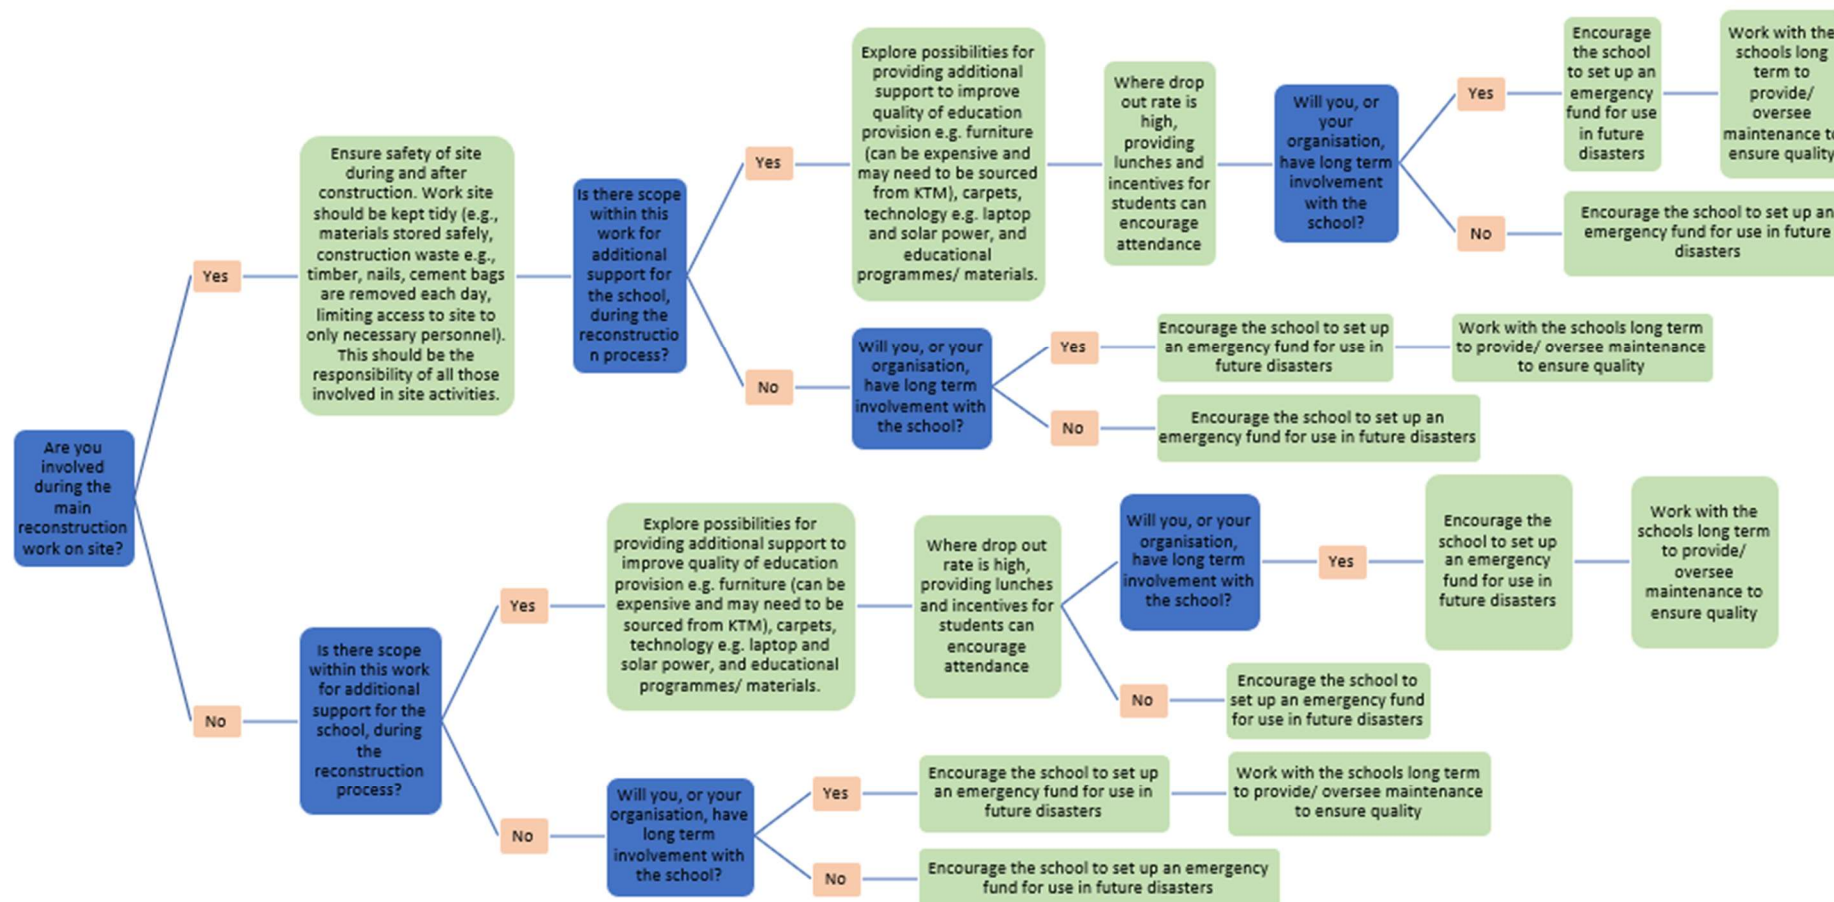 Are you
involved
during the
main
reconstruction
work on site?
Yes
Ensure safety of site
during and after
construction. Work site
should be kept tidy (e.g.,
materials stored safely,
construction waste e.g.,
timber, nails, cement bags
are removed each day,
limiting access to site to
only necessary personnel).
This should be the
responsibility of all those
involved in site activities.
Is there scope
within this
work for
additional
support for
the school,
during the
reconstructio
n process?
Yes
Explore possibilities for
providing additional
support to improve
quality of education
provision e.g. furniture
(can be expensive and
may need to be sourced
from KTM), carpets,
technology e.g. laptop
and solar power, and
educational
programmes/ materials.
Where drop
out rate is
high,
providing
lunches and
incentives for
students can
encourage
attendance
Will you, or
your
organisation,
have long term
involvement
with the
school?
Yes
Encourage
the school
to set up an
emergency
fund for use
in future
disasters
Work with the
schools long
term to
provide/
oversee
maintenance to
ensure quality
No
Encourage the school to set up an
emergency fund for use in future
disasters
No
Will you, or your
organisation,
have long term
involvement with
the school?
Yes
Encourage the school to set up
an emergency fund for use in
future disasters
Work with the schools long term
to provide/ oversee maintenance
to ensure quality
No
Encourage the school to set up an
emergency fund for use in future disasters
No
Is there scope
within this work
for additional
support for the
school, during
the
reconstruction
process?
Yes
Explore possibilities for
providing additional support to
improve quality of education
provision e.g. furniture (can be
expensive and may need to be
sourced from KTM), carpets,
technology e.g. laptop and
solar power, and educational
programmes/ materials.
Where drop out
rate is high,
providing lunches
and incentives for
students can
encourage
attendance
Will you, or your
organisation,
have long term
involvement with
the school?
Yes
Encourage the
school to set up
an emergency
fund for use in
future disasters
Work with the
schools long term
to provide/
oversee
maintenance to
ensure quality
No
Encourage the school to
set up an emergency fund
for use in future disasters
No
Will you, or your
organisation, have
long term
involvement with
the school?
Yes
Encourage the school to set up
an emergency fund for use in
future disasters
Work with the schools long term
to provide/ oversee maintenance
to ensure quality
No
Encourage the school to set up an emergency
fund for use in future disasters